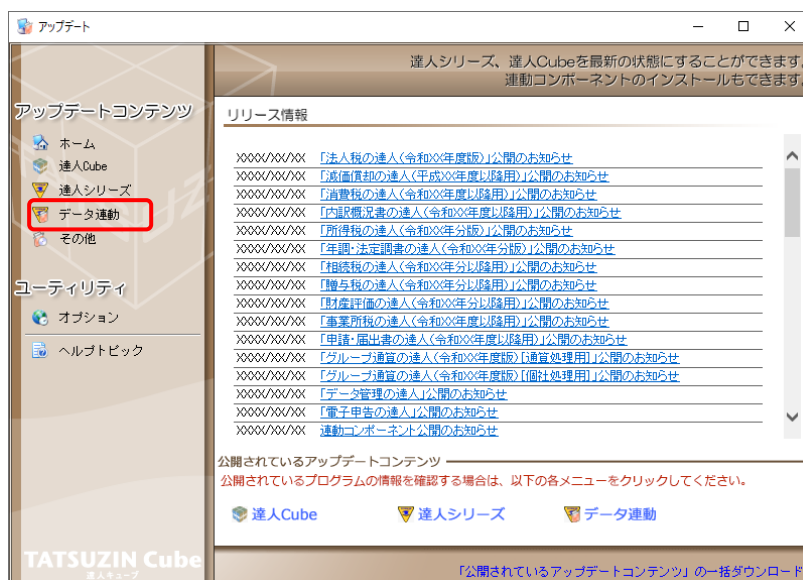 アップデート
達人シリーズ、達人Cubeを最新の状態にすることができます。
連動コンポーネントのインストールもできます。
アップデートコンテンツ
ホーム
達人Cube
達人シリーズ
データ連動
その他
ユーティリティ
オプション
ヘルプトピック
リリース情報
XXXX/XX/XX 「法人税の達人(令和XX年度版)」公開のお知らせ
XXXX/XX/XX 「減価償却の達人(平成XX年度以降用)」公開のお知らせ
XXXX/XX/XX 「消費税の達人(令和XX年度以降用)」公開のお知らせ
XXXX/XX/XX 「内訳概況書の達人(令和XX年度以降用)」公開のお知らせ
XXXX/XX/XX 「所得税の達人(令和XX年分版)」公開のお知らせ
XXXX/XX/XX 「年調・法定調書の達人(令和XX年分版)」公開のお知らせ
XXXX/XX/XX 「相続税の達人(令和XX年分以降用)」公開のお知らせ
XXXX/XX/XX 「贈与税の達人(令和XX年分以降用)」公開のお知らせ
XXXX/XX/XX 「財産評価の達人(令和XX年分以降用)」公開のお知らせ
XXXX/XX/XX 「事業所税の達人(令和XX年度以降用)」公開のお知らせ
XXXX/XX/XX 「申請・届出書の達人(令和XX年度以降用)」公開のお知らせ
XXXX/XX/XX 「グループ通算の達人(令和XX年度版)[通算処理用]」公開のお知らせ
XXXX/XX/XX 「グループ通算の達人(令和XX年度版)[個社処理用]」公開のお知らせ
XXXX/XX/XX 「データ管理の達人」公開のお知らせ
XXXX/XX/XX 「電子申告の達人」公開のお知らせ
XXXX/XX/XX 連動コンポーネント公開のお知らせ
公開されているアップデートコンテンツ
公開されているプログラムの情報を確認する場合は、以下の各メニューをクリックしてください。
達人Cube 達人シリーズ データ連動
TATSUZIN Cube
達人キューブ
「公開されているアップデートコンテンツ」の一括ダウンロード